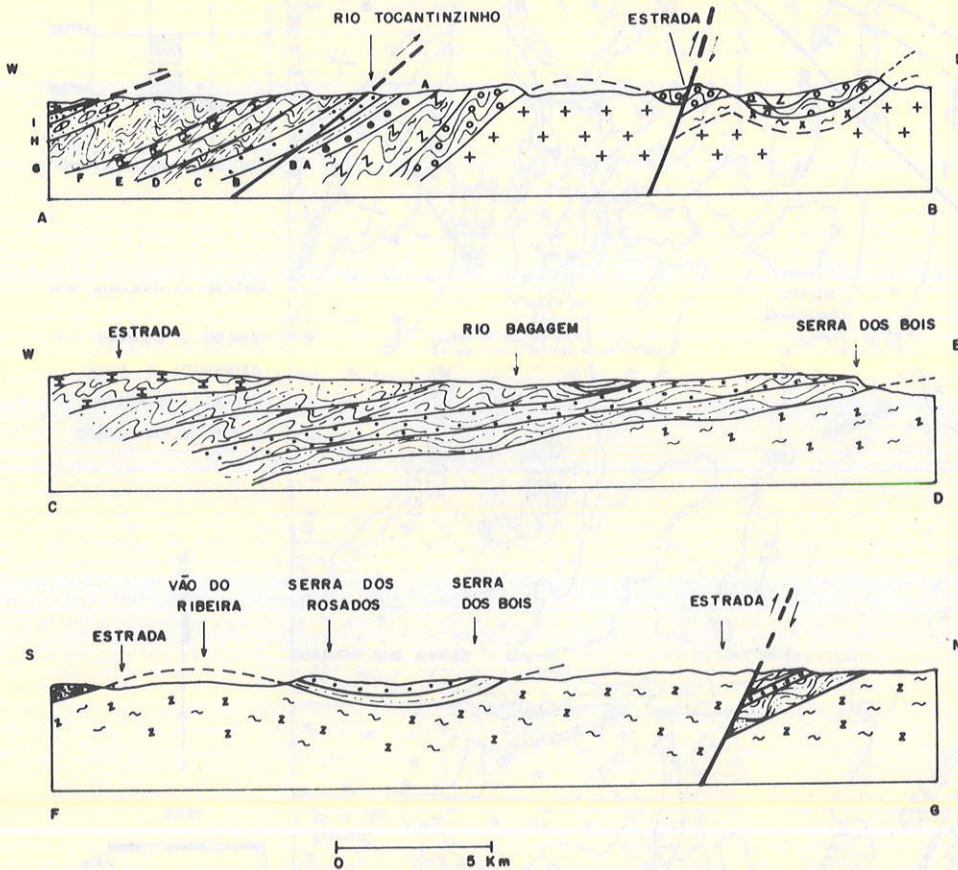 RIO TOCANTINZINHO
ESTRADA
W
I
H
G
F
E
D
C
B
B
A
A
A
B
ESTRADA
RIO BAGAGEM
SERRA DOS BOIS
W
E
C
D
VÃO DO
RIBEIRA
SERRA DOS
ROSADOS
SERRA
DOS BOIS
ESTRADA
ESTRADA
S
N
F
G
0
5 Km